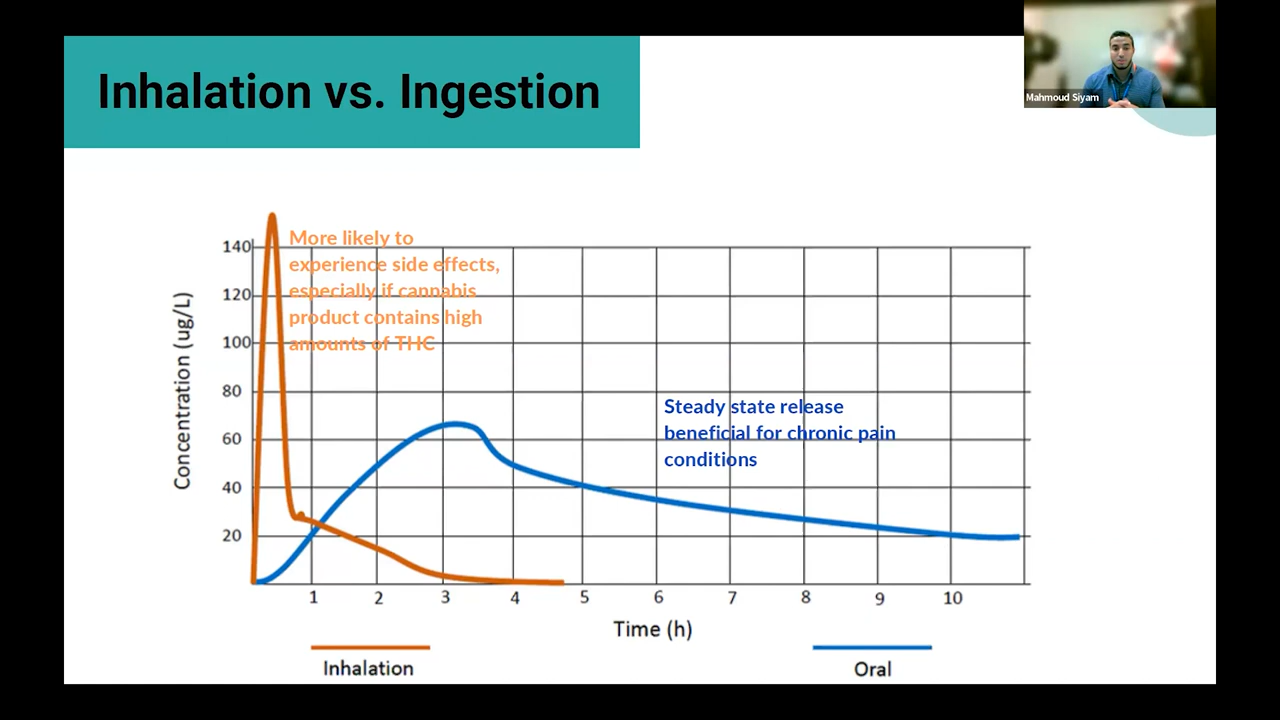 Inhalation vs. Ingestion
Mahmoud Siyam
More likely to
experience side effects,
especially if cannabis
product contains high
amounts of THC
Steady state release
beneficial for chronic pain
conditions
Concentration (ug/L)
140
120
100
80
60
40
20
1 2 3 4 5 6 7 8 9 10
Time (h)
Inhalation
Oral